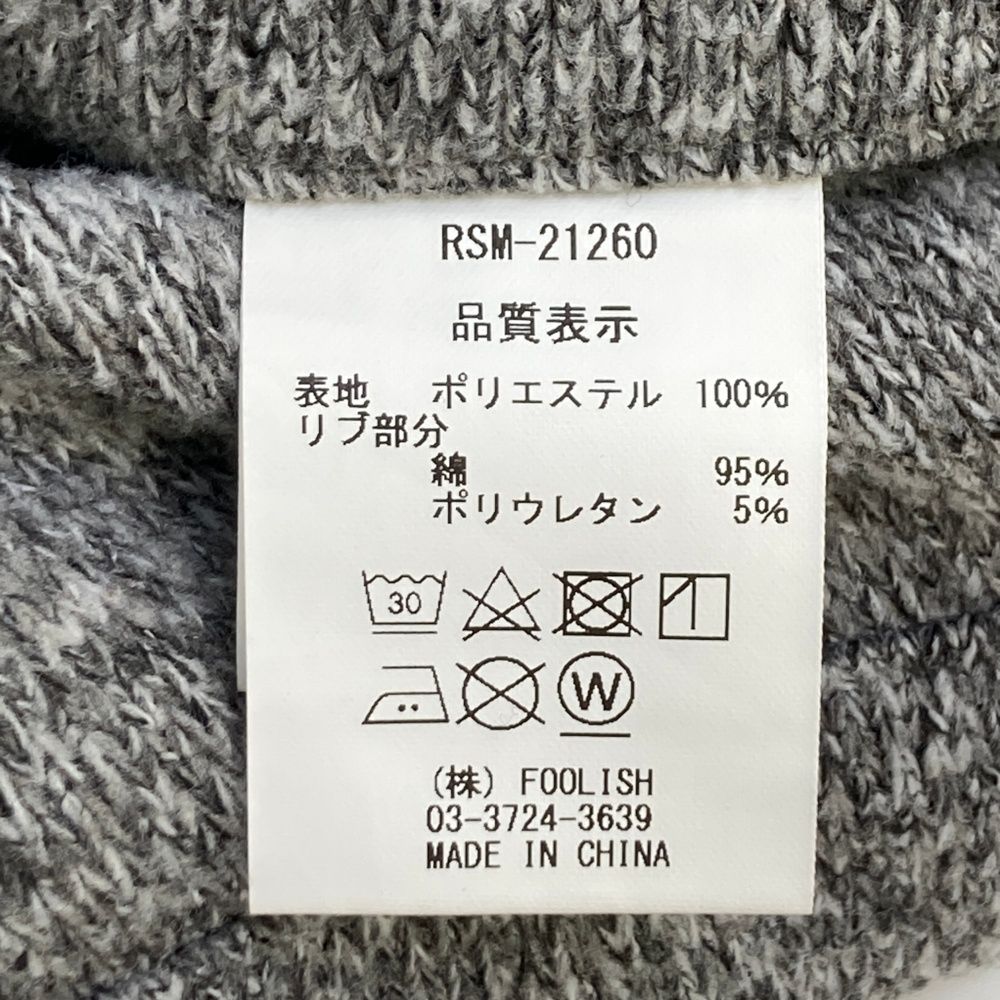 RSM-21260
品質表示
表地 ポリエステル 100%
リブ部分
綿 95%
ポリウレタン 5%
30
W
(株) FOOLISH
03-3724-3639
MADE IN CHINA